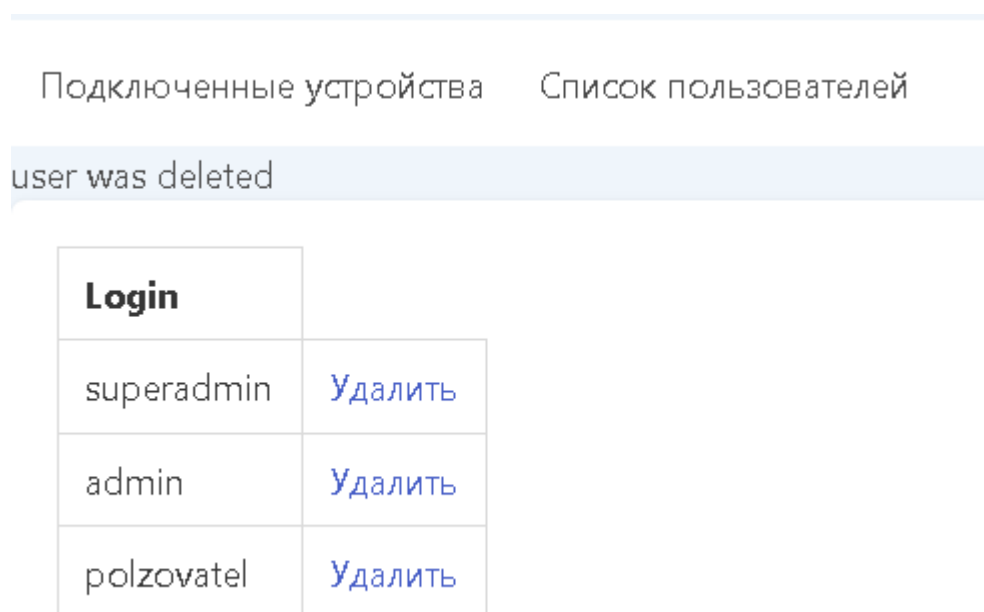 Подключенные устройства Список пользователей
user was deleted
Login
superadmin Удалить
admin Удалить
polzovatel Удалить